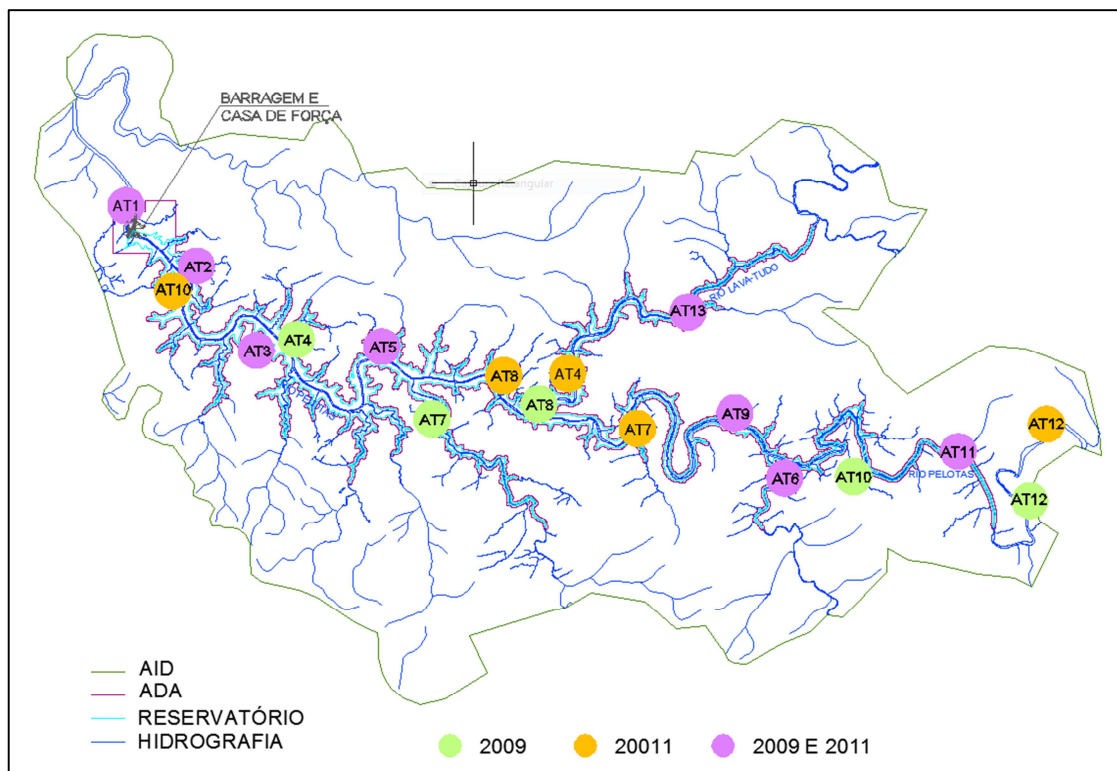 BARRAGEM E
CASA DE FORÇA
AT1
AT2
AT10
AT3
AT4
AT5
AT7
AT8
AT8
AT4
AT7
AT13
RIO LAVA-TUDO
AT9
AT6
AT10
AT11
RIO PELOTAS
AT12
AT12
AID
ADA
RESERVATÓRIO
HIDROGRAFIA
2009
20011
2009 E 2011